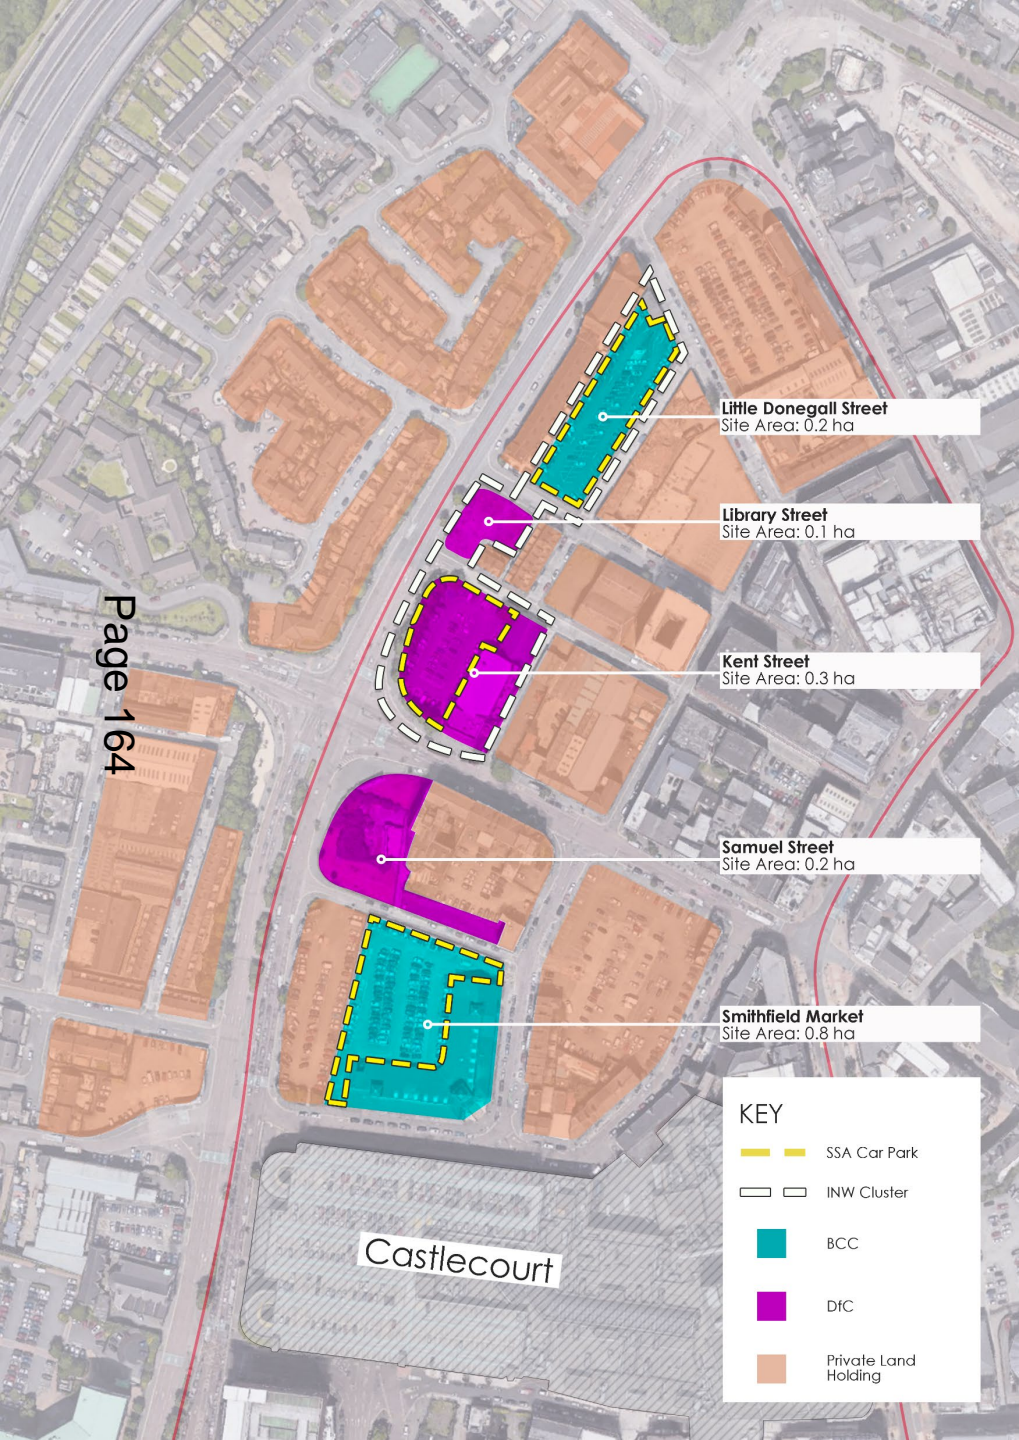 Little Donegall Street
Site Area: 0.2 ha
Library Street
Site Area: 0.1 ha
Page 164
Kent Street
Site Area: 0.3 ha
Samuel Street
Site Area: 0.2 ha
Smithfield Market
Site Area: 0.8 ha
KEY
SSA Car Park
INW Cluster
BCC
DfC
Private Land
Holding
Castlecourt